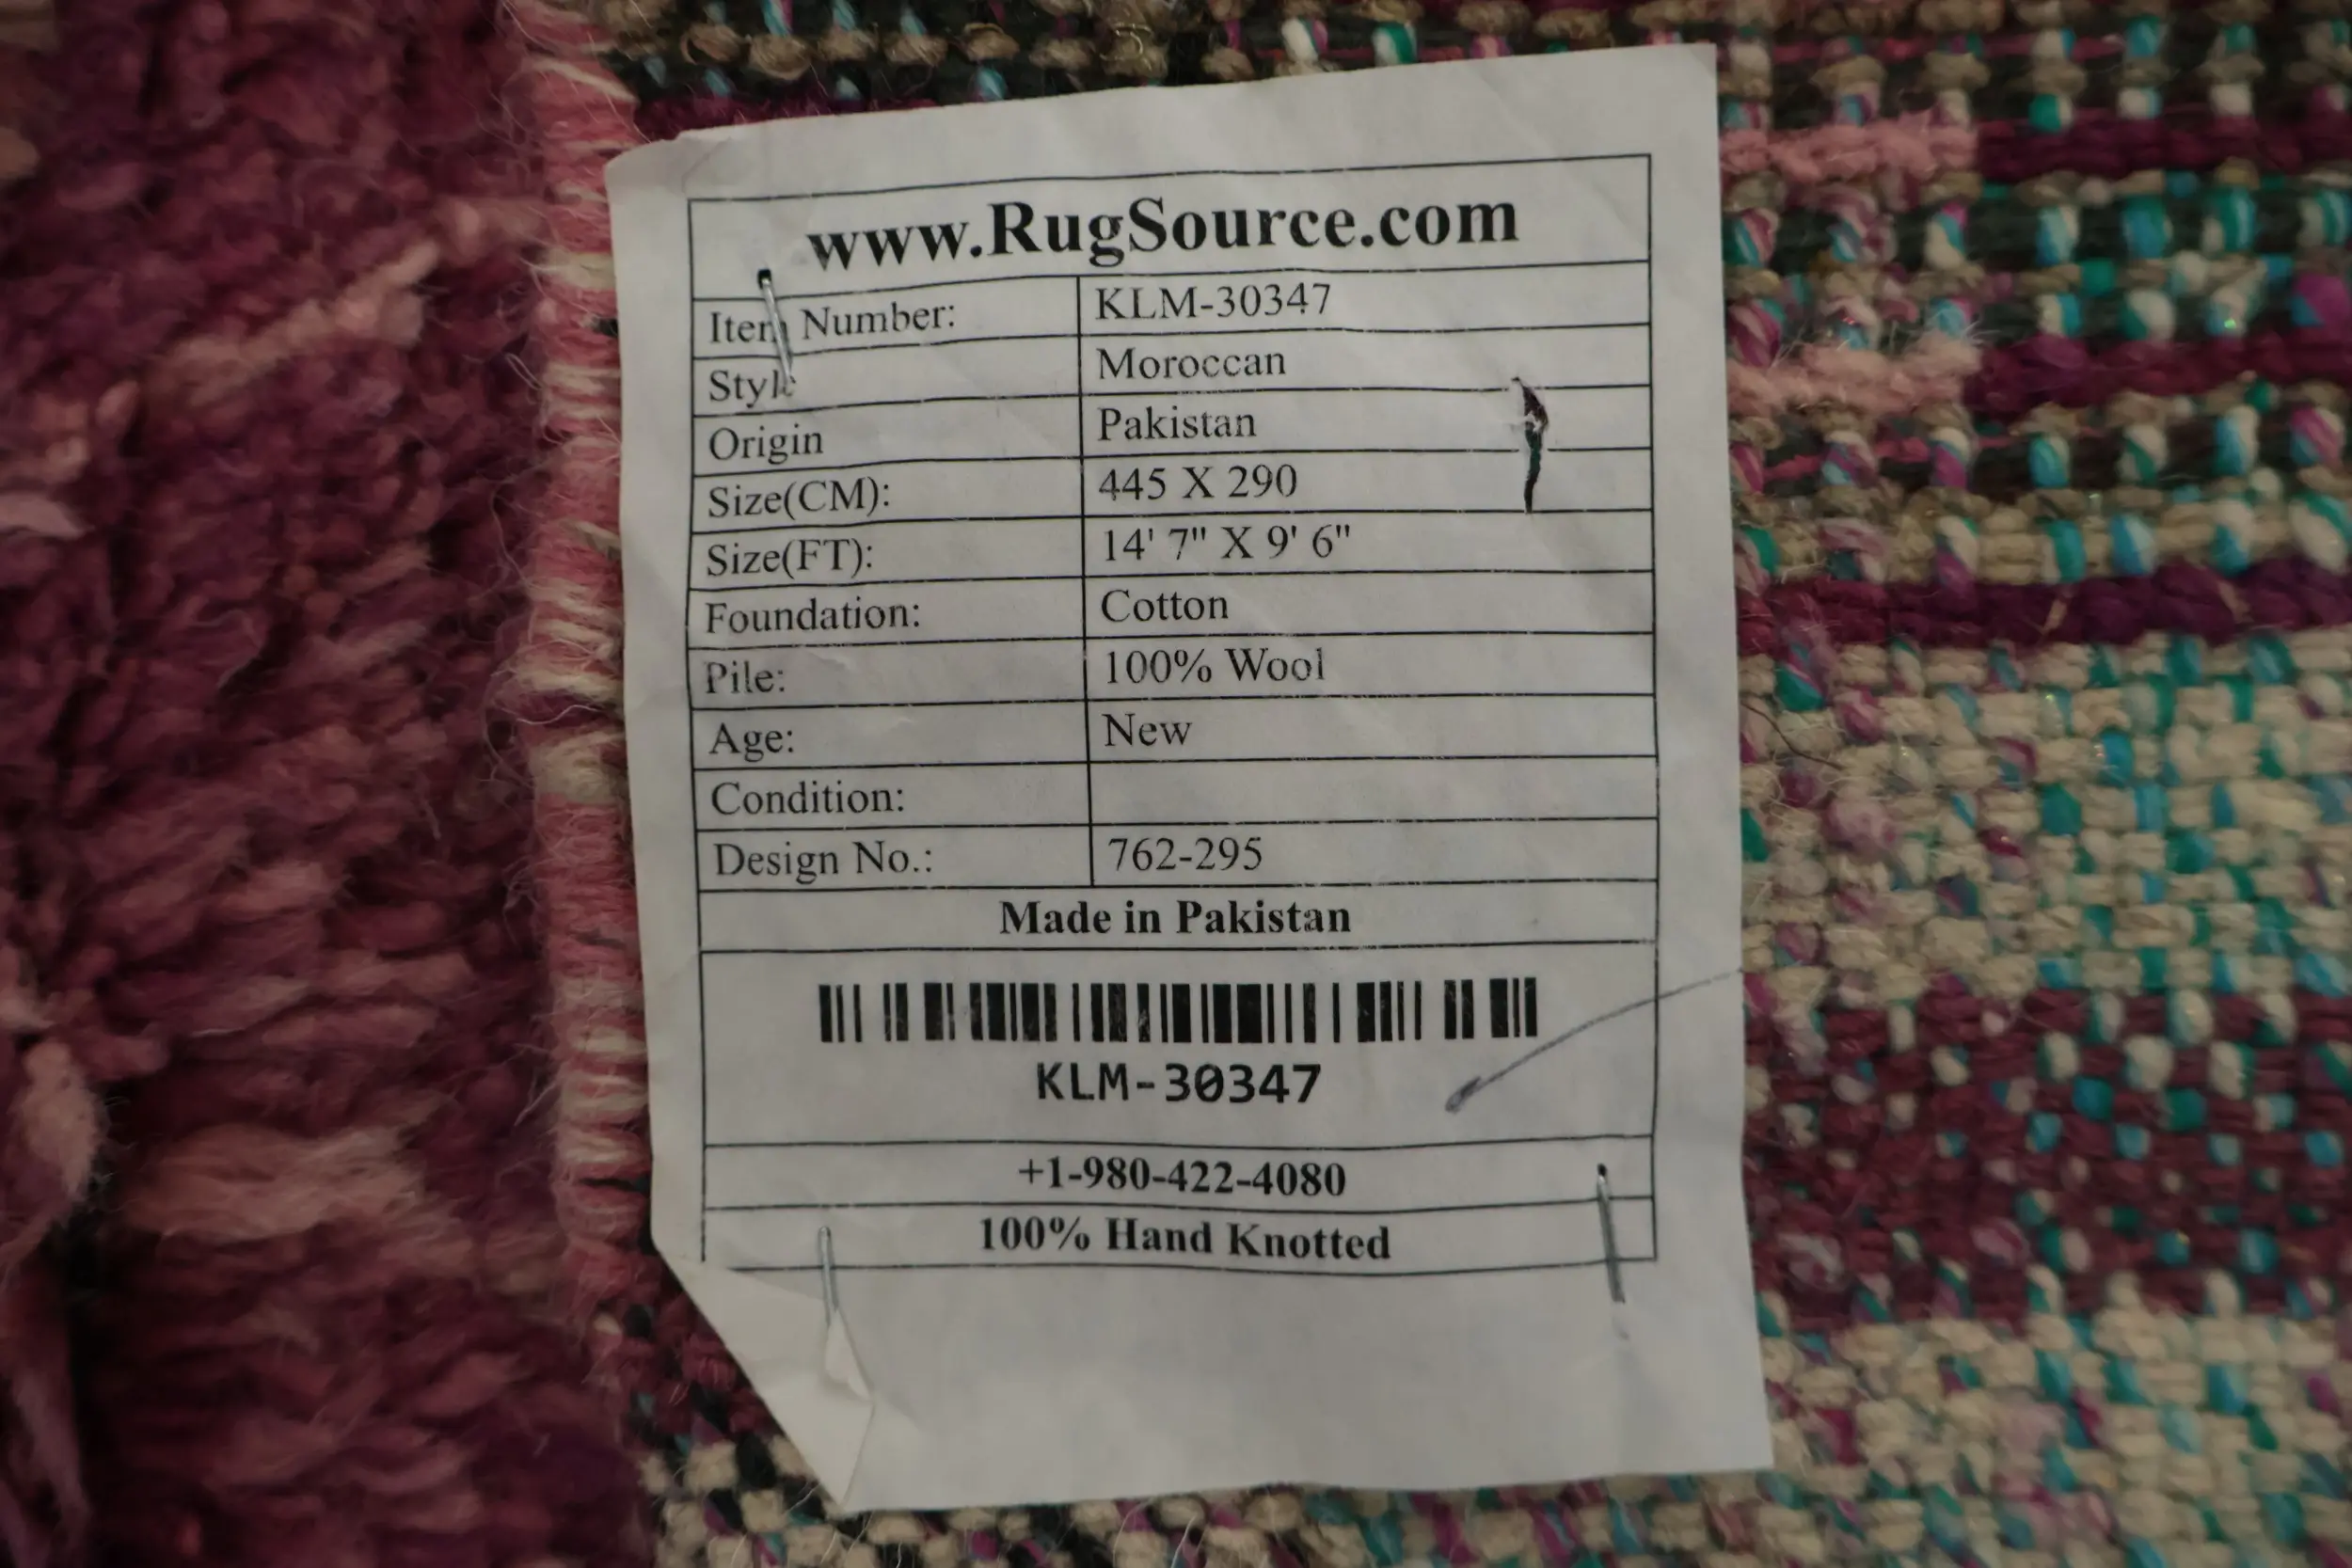 www.RugSource.com
Item Number: KLM-30347
Style Moroccan
Origin Pakistan
Size(CM): 445 X 290
Size(FT): 14' 7" X 9' 6"
Foundation: Cotton
Pile: 100% Wool
Age: New
Condition:
Design No.: 762-295
Made in Pakistan
KLM-30347
+1-980-422-4080
100% Hand Knotted